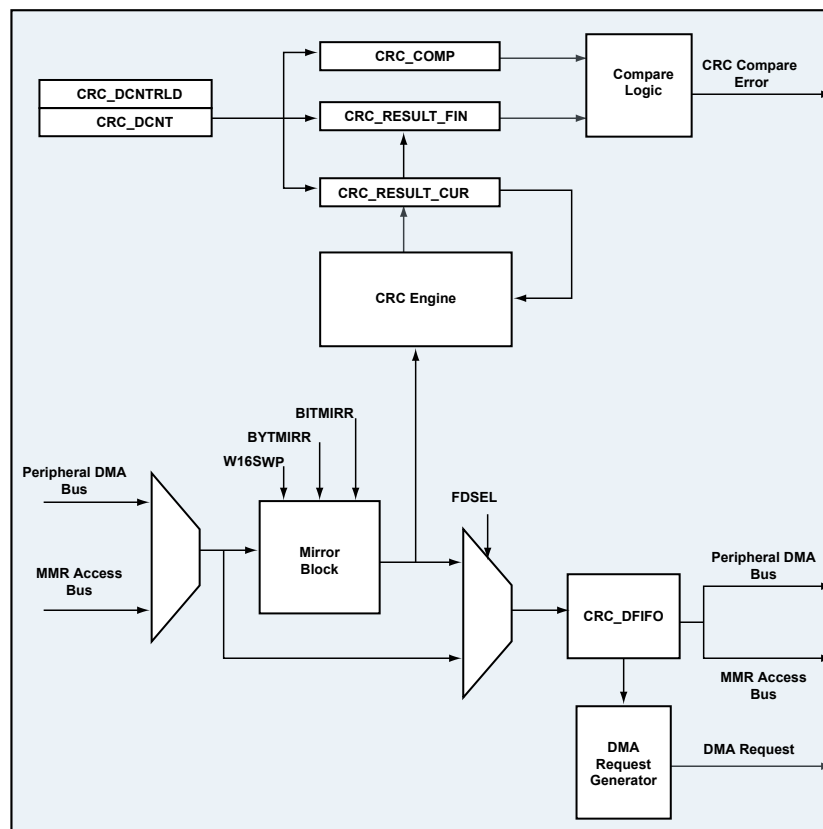 CRC_COMP
CRC_DCNTRLD
CRC_DCNT
CRC_RESULT_FIN
CRC_RESULT_CUR
Compare
Logic
CRC Compare
Error
CRC Engine
BITMIRR
BYTMIRR
W16SWP
Peripheral DMA
Bus
MMR Access
Bus
Mirror
Block
FDSEL
CRC_DFIFO
Peripheral DMA
Bus
MMR Access
Bus
DMA
Request
Generator
DMA Request